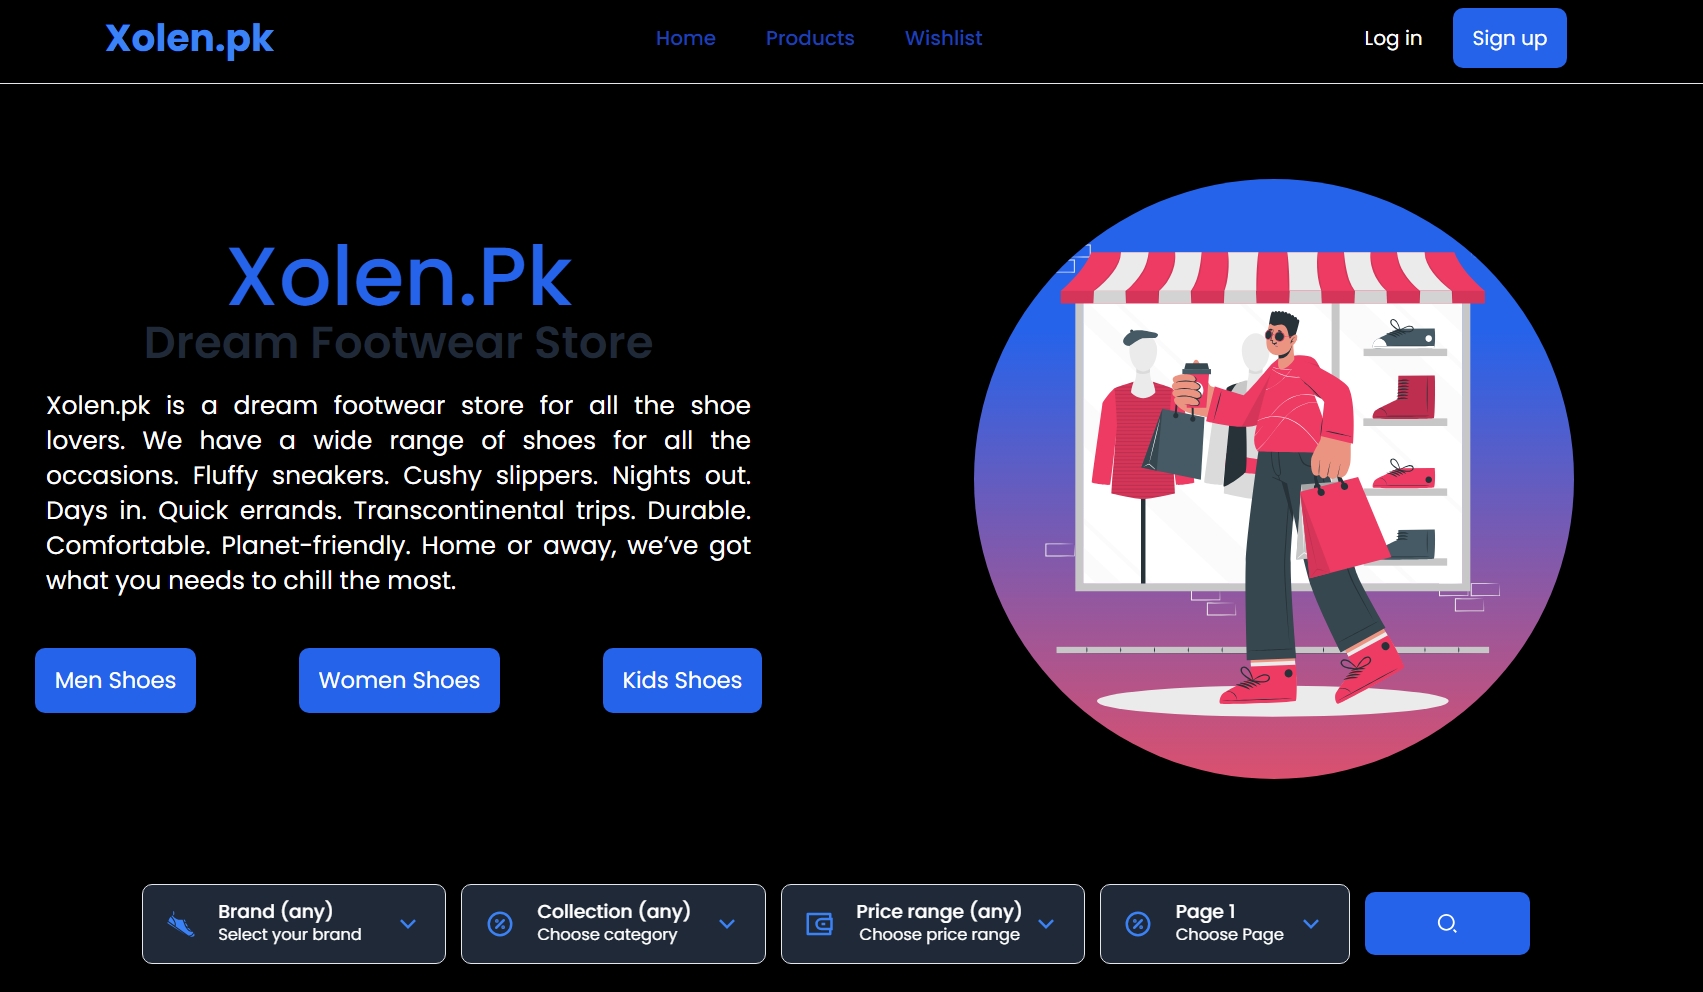 Xolen.pk
Home Products Wishlist
Log in Sign up
Xolen.Pk
Dream Footwear Store
Xolen.pk is a dream footwear store for all the shoe
lovers. We have a wide range of shoes for all the
occasions. Fluffy sneakers. Cushy slippers. Nights out.
Days in. Quick errands. Transcontinental trips. Durable.
Comfortable. Planet-friendly. Home or away, we’ve got
what you needs to chill the most.
Men Shoes Women Shoes Kids Shoes
Brand (any)
Select your brand
Collection (any)
Choose category
Price range (any)
Choose price range
Page 1
Choose Page